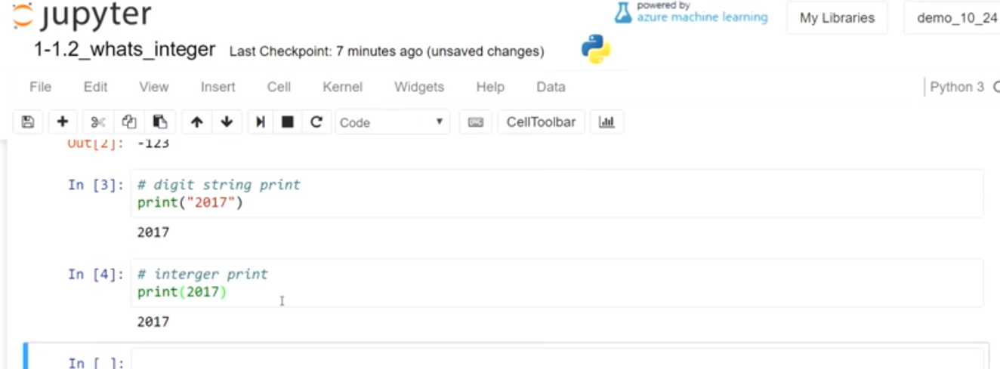 jupyter
powered by
azure machine learning
My Libraries
demo_10_24
1-1.2_whats_integer Last Checkpoint: 7 minutes ago (unsaved changes)
File Edit View Insert Cell Kernel Widgets Help Data Python 3
Code CellToolbar
Out[2]: -123
In [3]: # digit string print
print("2017")
2017
In [4]: # interger print
print(2017)
2017
In [ ]: